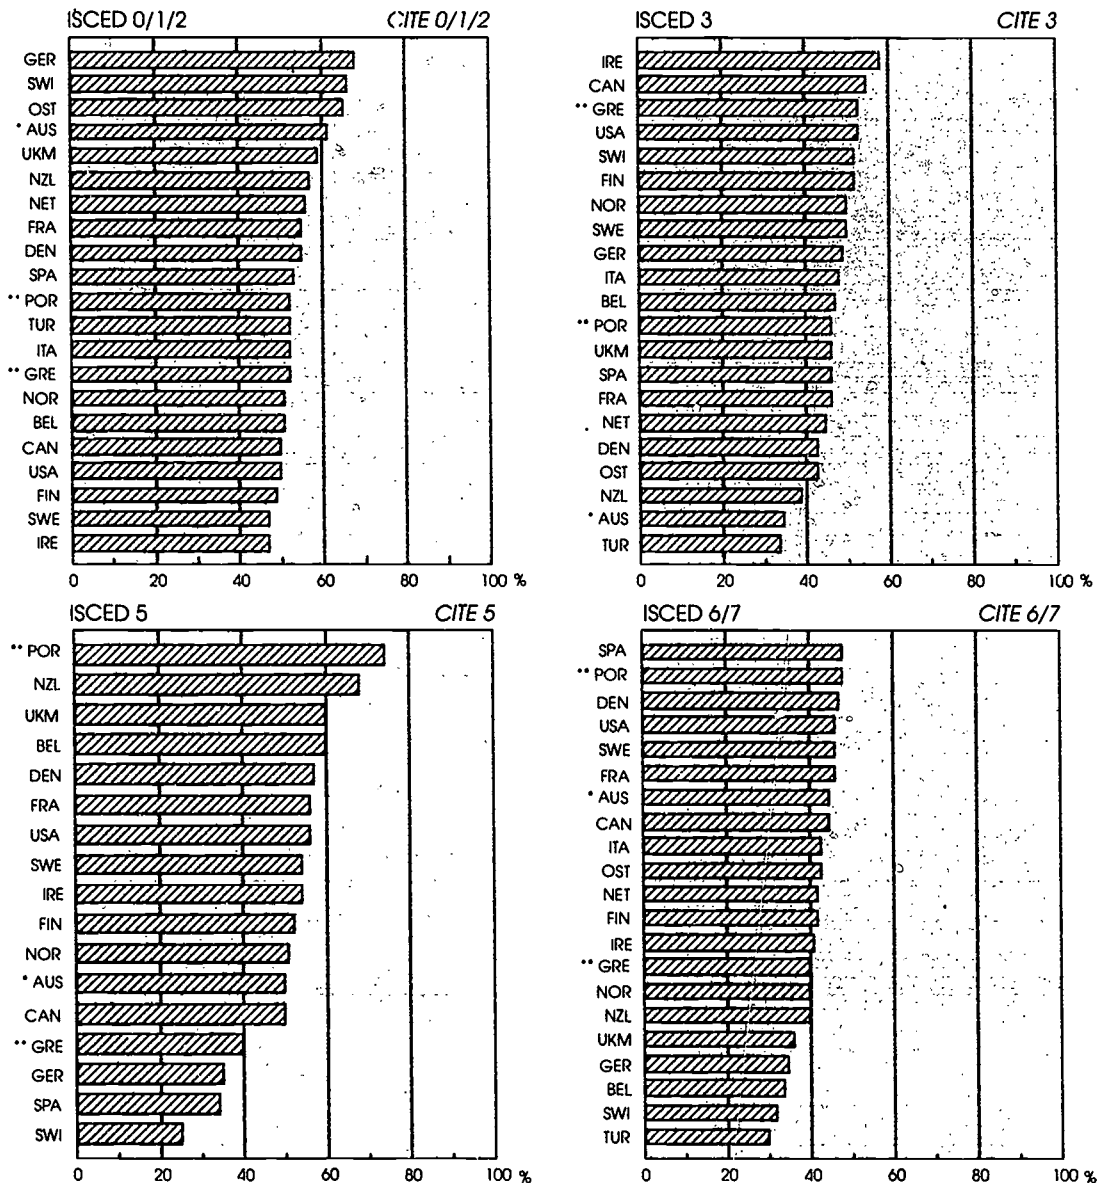 ISCED 0/1/2 CITE 0/1/2
GER
SWI
OST
• AUS
UKM
NZL
NET
FRA
DEN
SPA
•• POR
TUR
ITA
•• GRE
NOR
BEL
CAN
USA
FIN
SWE
IRE
0 20 40 60 80 100 %
ISCED 3 CITE 3
IRE
CAN
•• GRE
USA
SWI
FIN
NOR
SWE
GER
ITA
BEL
•• POR
UKM
SPA
FRA
NET
DEN
OST
NZL
• AUS
TUR
0 20 40 60 80 100 %
ISCED 5 CITE 5
•• POR
NZL
UKM
BEL
DEN
FRA
USA
SWE
IRE
FIN
NOR
• AUS
CAN
•• GRE
GER
SPA
SWI
0 20 40 60 80 100 %
ISCED 6/7 CITE 6/7
SPA
•• POR
DEN
USA
SWE
FRA
• AUS
CAN
ITA
OST
NET
FIN
IRE
•• GRE
NOR
NZL
UKM
GER
BEL
SWI
TUR
0 20 40 60 80 100 %